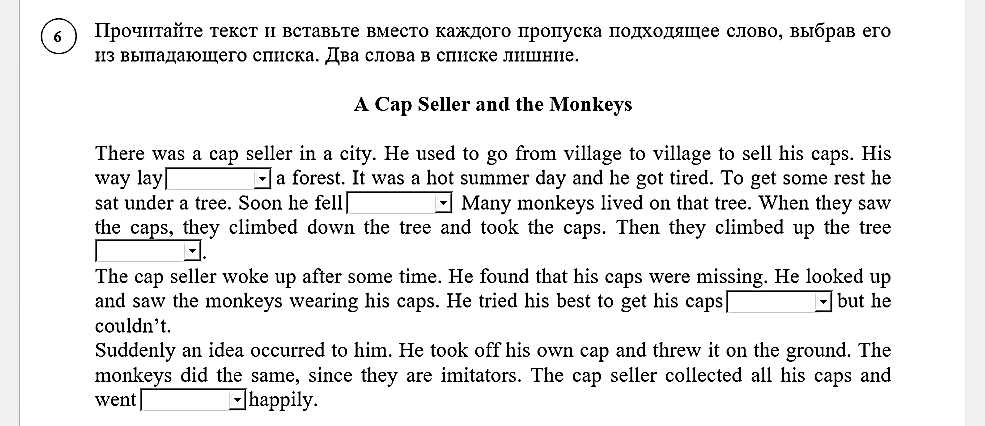 6 Прочитайте текст и вставьте вместо каждого пропуска подходящее слово, выбрав его
из выпадающего списка. Два слова в списке лишние.
A Cap Seller and the Monkeys
There was a cap seller in a city. He used to go from village to village to sell his caps. His
way lay a forest. It was a hot summer day and he got tired. To get some rest he
sat under a tree. Soon he fell Many monkeys lived on that tree. When they saw
the caps, they climbed down the tree and took the caps. Then they climbed up the tree
.
The cap seller woke up after some time. He found that his caps were missing. He looked up
and saw the monkeys wearing his caps. He tried his best to get his caps but he
couldn’t.
Suddenly an idea occurred to him. He took off his own cap and threw it on the ground. The
monkeys did the same, since they are imitators. The cap seller collected all his caps and
went happily.